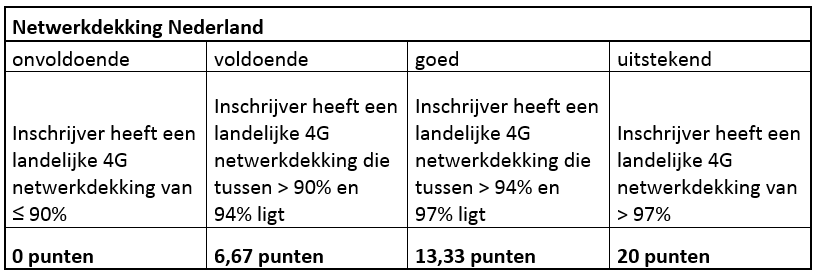 Netwerkdekking Nederland
onvoldoende
voldoende
goed
uitstekend
Inschrijver heeft een
landelijke 4G
netwerkdekking van
≤ 90%
Inschrijver heeft een
landelijke 4G
netwerkdekking die
tussen > 90% en
94% ligt
Inschrijver heeft een
landelijke 4G
netwerkdekking die
tussen > 94% en
97% ligt
Inschrijver heeft een
landelijke 4G
netwerkdekking van
> 97%
0 punten
6,67 punten
13,33 punten
20 punten